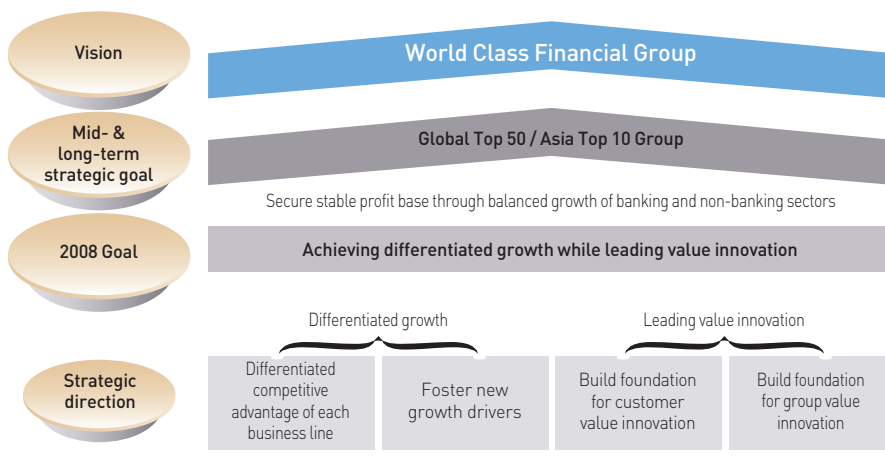 Vision
World Class Financial Group
Mid- &
long-term
strategic goal
Global Top 50 / Asia Top 10 Group
Secure stable profit base through balanced growth of banking and non-banking sectors
2008 Goal
Achieving differentiated growth while leading value innovation
Differentiated growth
Leading value innovation
Strategic
direction
Differentiated
competitive
advantage of each
business line
Foster new
growth drivers
Build foundation
for customer
value innovation
Build foundation
for group value
innovation